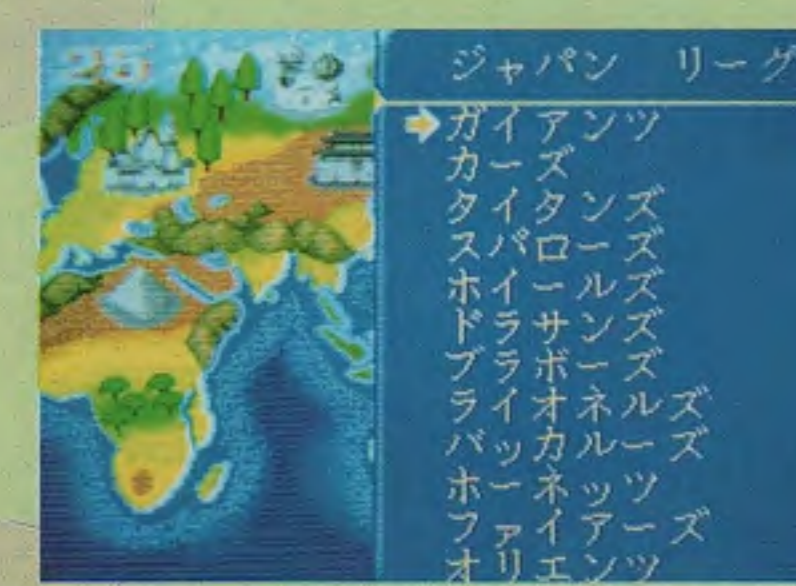 25
ジャパン リーグ
ガイアンツ
カーズ
タイタンズ
スパローズ
ホイールズ
ドラサンズ
ブラボーズ
ライオネルズ
バッカルーズ
ホーネッツ
ファイアーズ
オリエンツ